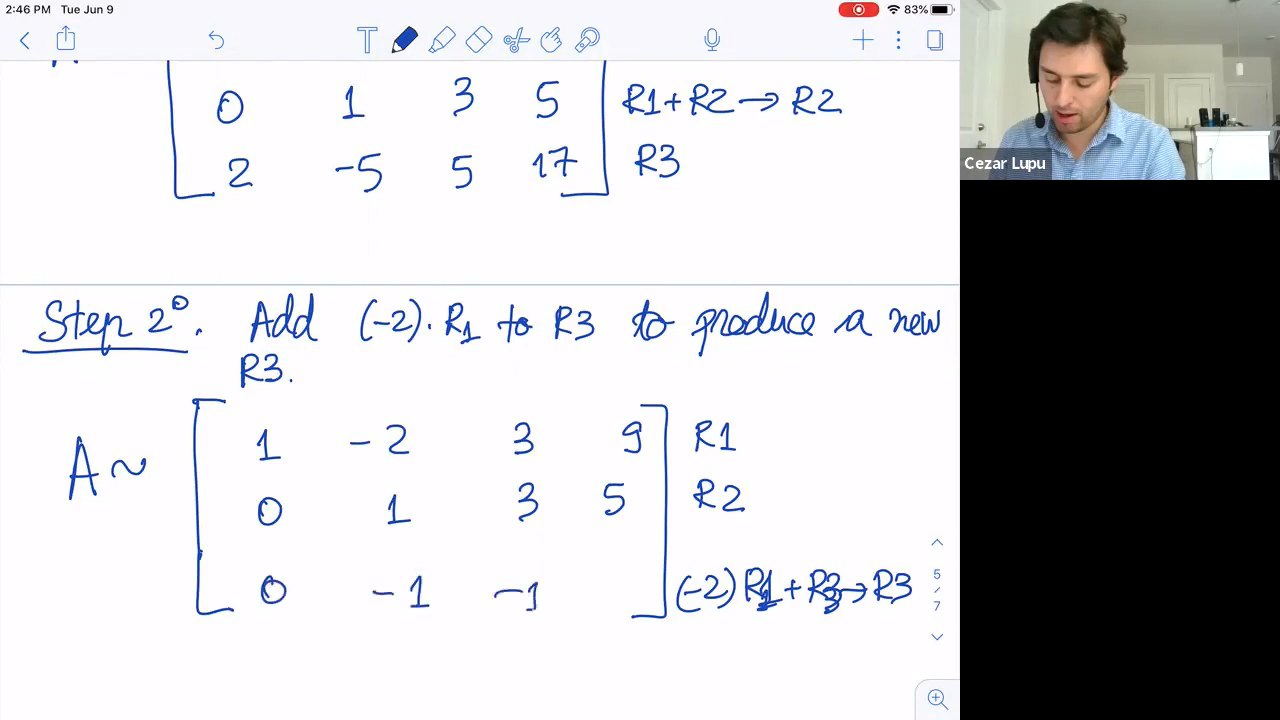 2:46 PM Tue Jun 9
83%
T
0 1 3 5 R1+R2→R2
2 -5 5 17 R3
Step 2°. Add (-2)·R1 to R3 to produce a new
R3.
A~
1 -2 3 9 R1
0 1 3 5 R2
0 -1 -1 (-2)R1+R3→R3
5
/
7
Cezar Lupu